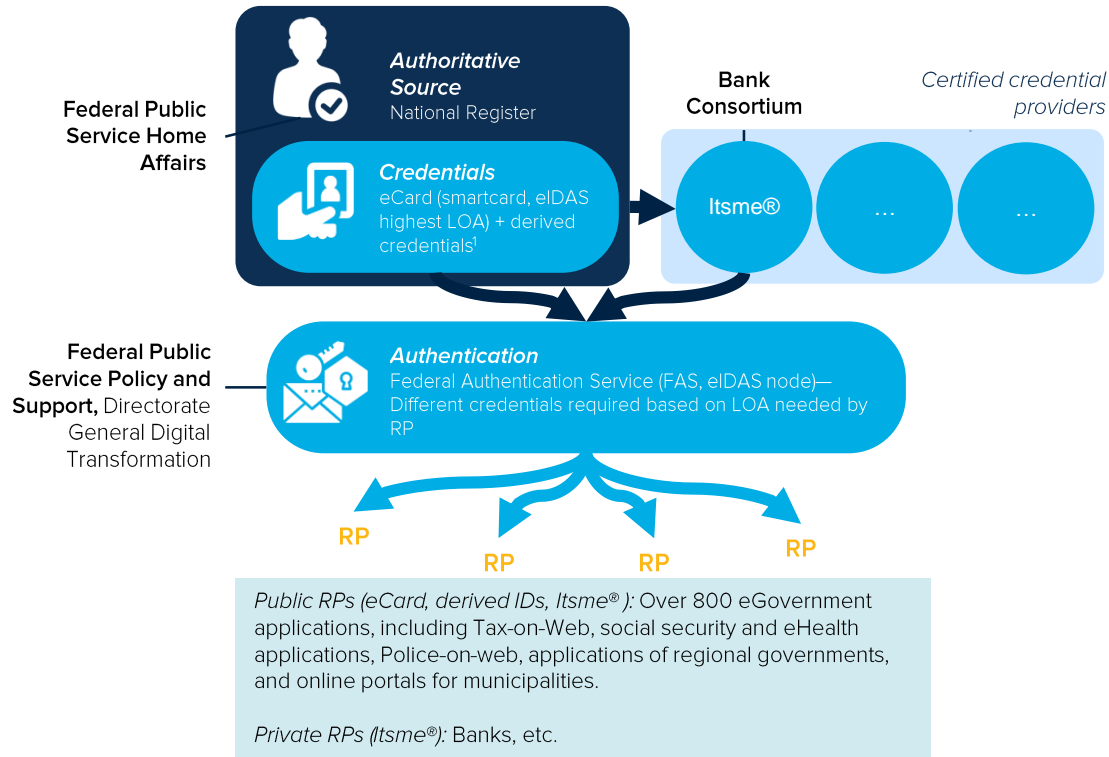 Authoritative
Source
National Register
Federal Public
Service Home
Affairs
Bank
Consortium
Certified credential
providers
Credentials
eCard (smartcard, eIDAS
highest LOA) + derived
credentials¹
Itsme®
...
...
Federal Public
Service Policy and
Support, Directorate
General Digital
Transformation
Authentication
Federal Authentication Service (FAS, eIDAS node)—
Different credentials required based on LOA needed by
RP
RP
RP
RP
RP
Public RPs (eCard, derived IDs, Itsme® ): Over 800 eGovernment
applications, including Tax-on-Web, social security and eHealth
applications, Police-on-web, applications of regional governments,
and online portals for municipalities.
Private RPs (Itsme®): Banks, etc.